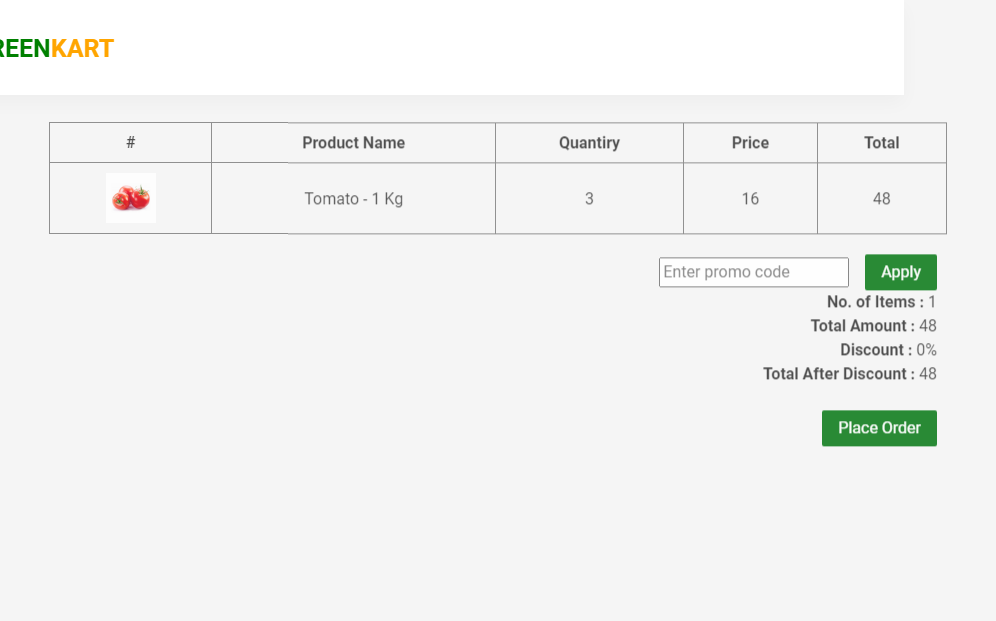 REENKART
# Product Name Quantiry Price Total
Tomato - 1 Kg 3 16 48
Enter promo code Apply
No. of Items : 1
Total Amount : 48
Discount : 0%
Total After Discount : 48
Place Order